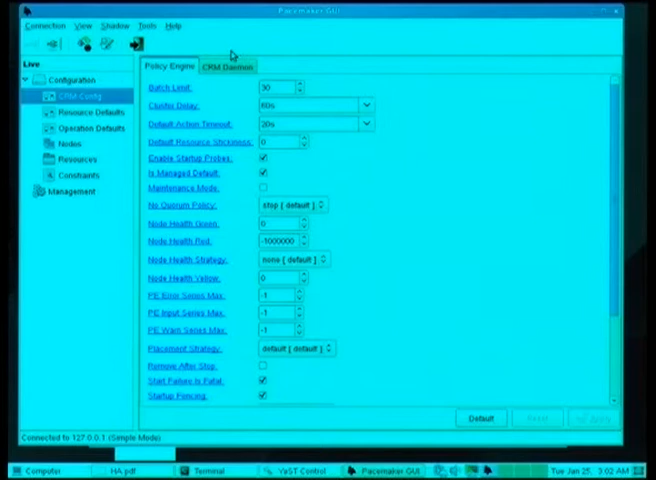 Pacemaker GUI
Connection View Shadow Tools Help
Live
Policy Engine CRM Daemon
Configuration
CRM Config
Resource Defaults
Operation Defaults
Nodes
Resources
Constraints
Management
Batch Limit: 30
Cluster Delay: 60s
Default Action Timeout: 20s
Default Resource Stickiness: 0
Enable Startup Probes:
Is Managed Default:
Maintenance Mode:
No Quorum Policy: stop [ default ]
Node Health Green: 0
Node Health Red: -1000000
Node Health Strategy: none [ default ]
Node Health Yellow: 0
PE Error Series Max: -1
PE Input Series Max: -1
PE Warn Series Max: -1
Placement Strategy: default [ default ]
Remove After Stop:
Start Failure Is Fatal:
Startup Fencing:
Default Reset Apply
Connected to 127.0.0.1 (Simple Mode)
Computer HA.pdf Terminal YaST Control Pacemaker GUI Tue Jan 25, 3:02 AM